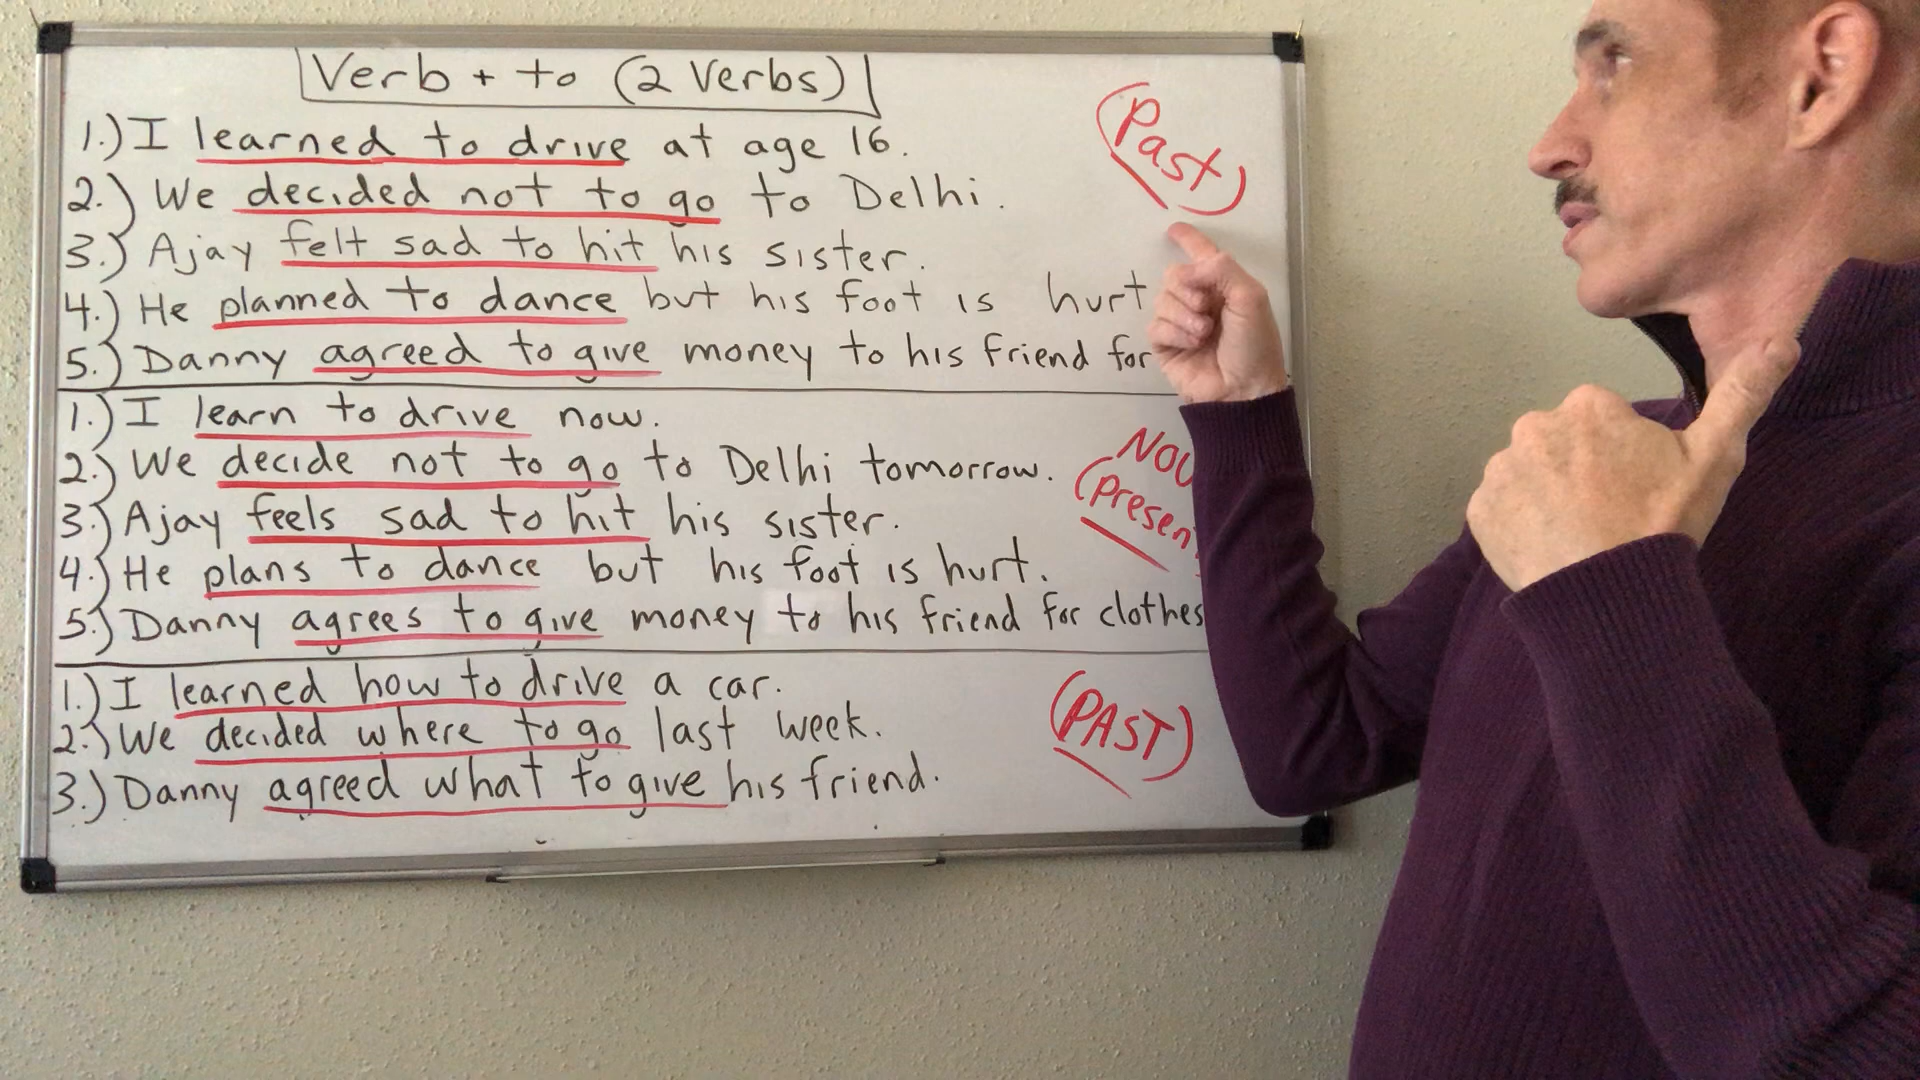 Verb + to (2 Verbs)
1.) I learned to drive at age 16.
2.) We decided not to go to Delhi.
3.) Ajay felt sad to hit his sister.
4.) He planned to dance but his foot is hurt
5.) Danny agreed to give money to his friend for
(Past)
1.) I learn to drive now.
2.) We decide not to go to Delhi tomorrow.
3.) Ajay feels sad to hit his sister.
4.) He plans to dance but his foot is hurt.
5.) Danny agrees to give money to his friend for clothes
NOW
(Present
1.) I learned how to drive a car.
2.) We decided where to go last week.
3.) Danny agreed what to give his friend.
(PAST)